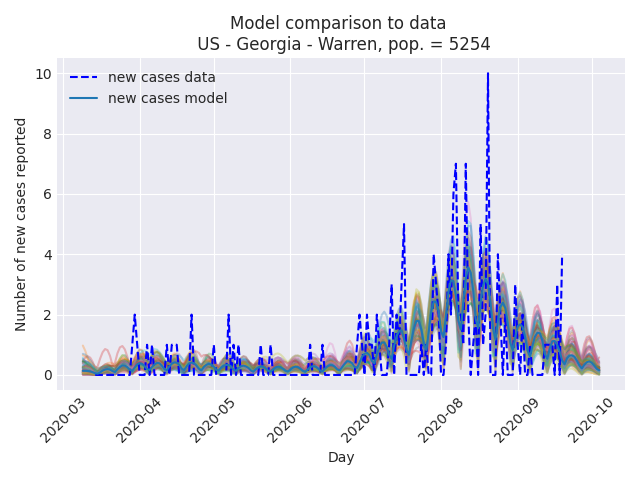 Model comparison to data
US - Georgia - Warren, pop. = 5254
new cases data
new cases model
Number of new cases reported
10
8
6
4
2
0
2020-03
2020-04
2020-05
2020-06
2020-07
2020-08
2020-09
2020-10
Day